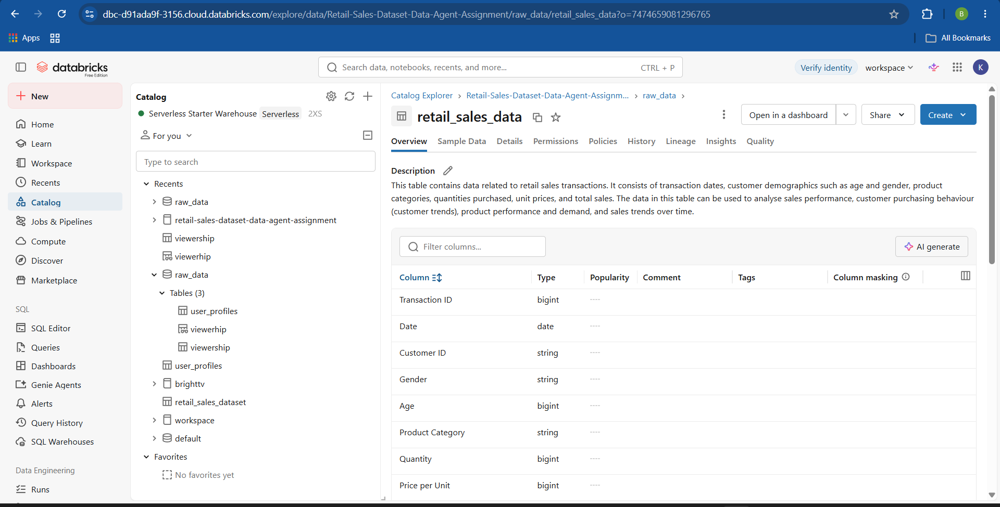 dbc-d91ada9f-3156.cloud.databricks.com/explore/data/Retail-Sales-Dataset-Data-Agent-Assignment/raw_data/retail_sales_data?o=7474659081296765
B
Apps
All Bookmarks
databricks
Free Edition
Search data, notebooks, recents, and more...
CTRL + P
Verify identity
workspace
K
New
Home
Learn
Workspace
Recents
Catalog
Jobs & Pipelines
Compute
Discover
Marketplace
SQL
SQL Editor
Queries
Dashboards
Genie Agents
Alerts
Query History
SQL Warehouses
Data Engineering
Runs
Catalog
Serverless Starter Warehouse Serverless 2XS
For you
Type to search
Recents
raw_data
retail-sales-dataset-data-agent-assignment
viewership
viewerhip
raw_data
Tables (3)
user_profiles
viewerhip
viewership
user_profiles
brighttv
retail_sales_dataset
workspace
default
Favorites
No favorites yet
Catalog Explorer › Retail-Sales-Dataset-Data-Agent-Assignm... › raw_data ›
retail_sales_data
Open in a dashboard
Share
Create
Overview Sample Data Details Permissions Policies History Lineage Insights Quality
Description
This table contains data related to retail sales transactions. It consists of transaction dates, customer demographics such as age and gender, product
categories, quantities purchased, unit prices, and total sales. The data in this table can be used to analyse sales performance, customer purchasing behaviour
(customer trends), product performance and demand, and sales trends over time.
Filter columns...
AI generate
Column Type Popularity Comment Tags Column masking
Transaction ID bigint ----
Date date ----
Customer ID string ----
Gender string ----
Age bigint ----
Product Category string ----
Quantity bigint ----
Price per Unit bigint ----